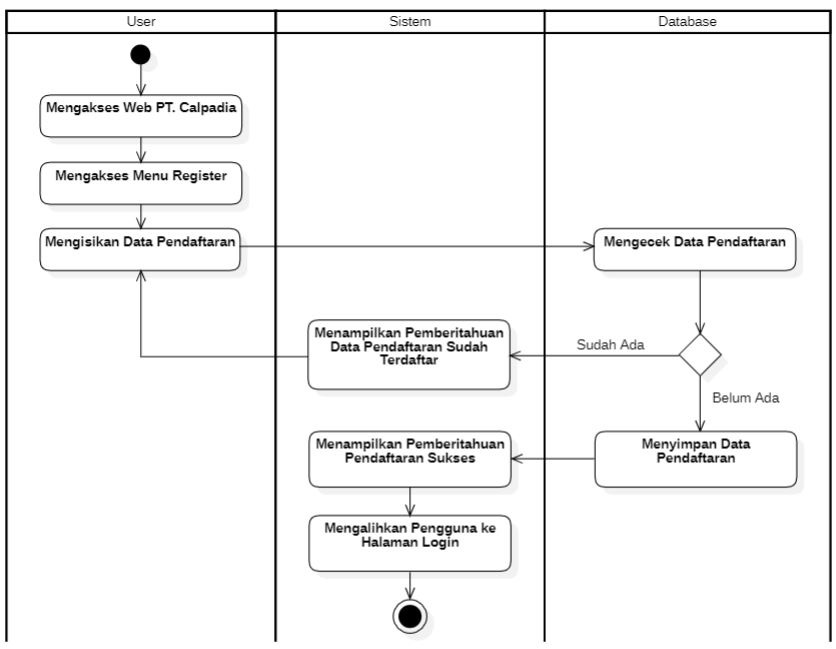 User
Sistem
Database
Mengakses Web PT. Calpadia
Mengakses Menu Register
Mengisikan Data Pendaftaran
Mengecek Data Pendaftaran
Menampilkan Pemberitahuan
Data Pendaftaran Sudah
Terdaftar
Sudah Ada
Belum Ada
Menampilkan Pemberitahuan
Pendaftaran Sukses
Menyimpan Data
Pendaftaran
Mengalihkan Pengguna ke
Halaman Login